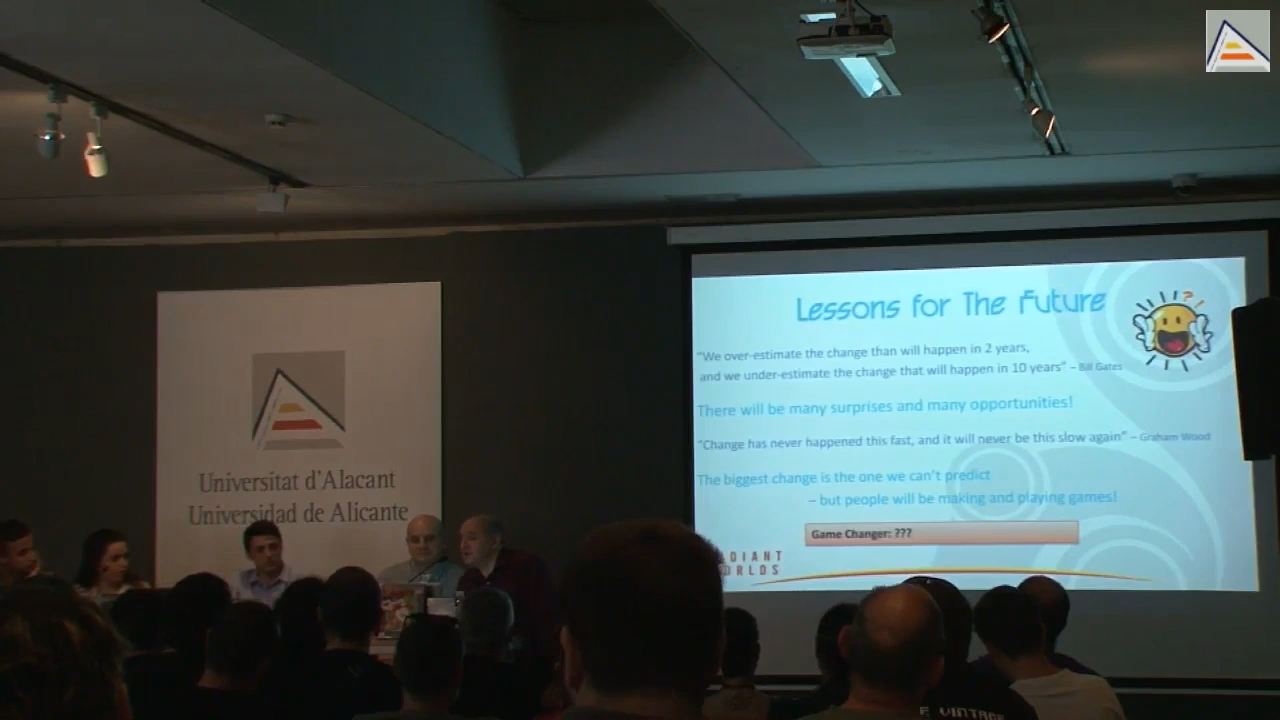 Universitat d'Alacant
Universidad de Alicante
Lessons for The Future
"We over-estimate the change than will happen in 2 years,
and we under-estimate the change that will happen in 10 years" – Bill Gates
There will be many surprises and many opportunities!
"Change has never happened this fast, and it will never be this slow again" – Graham Wood
The biggest change is the one we can't predict
– but people will be making and playing games!
Game Changer: ???
?